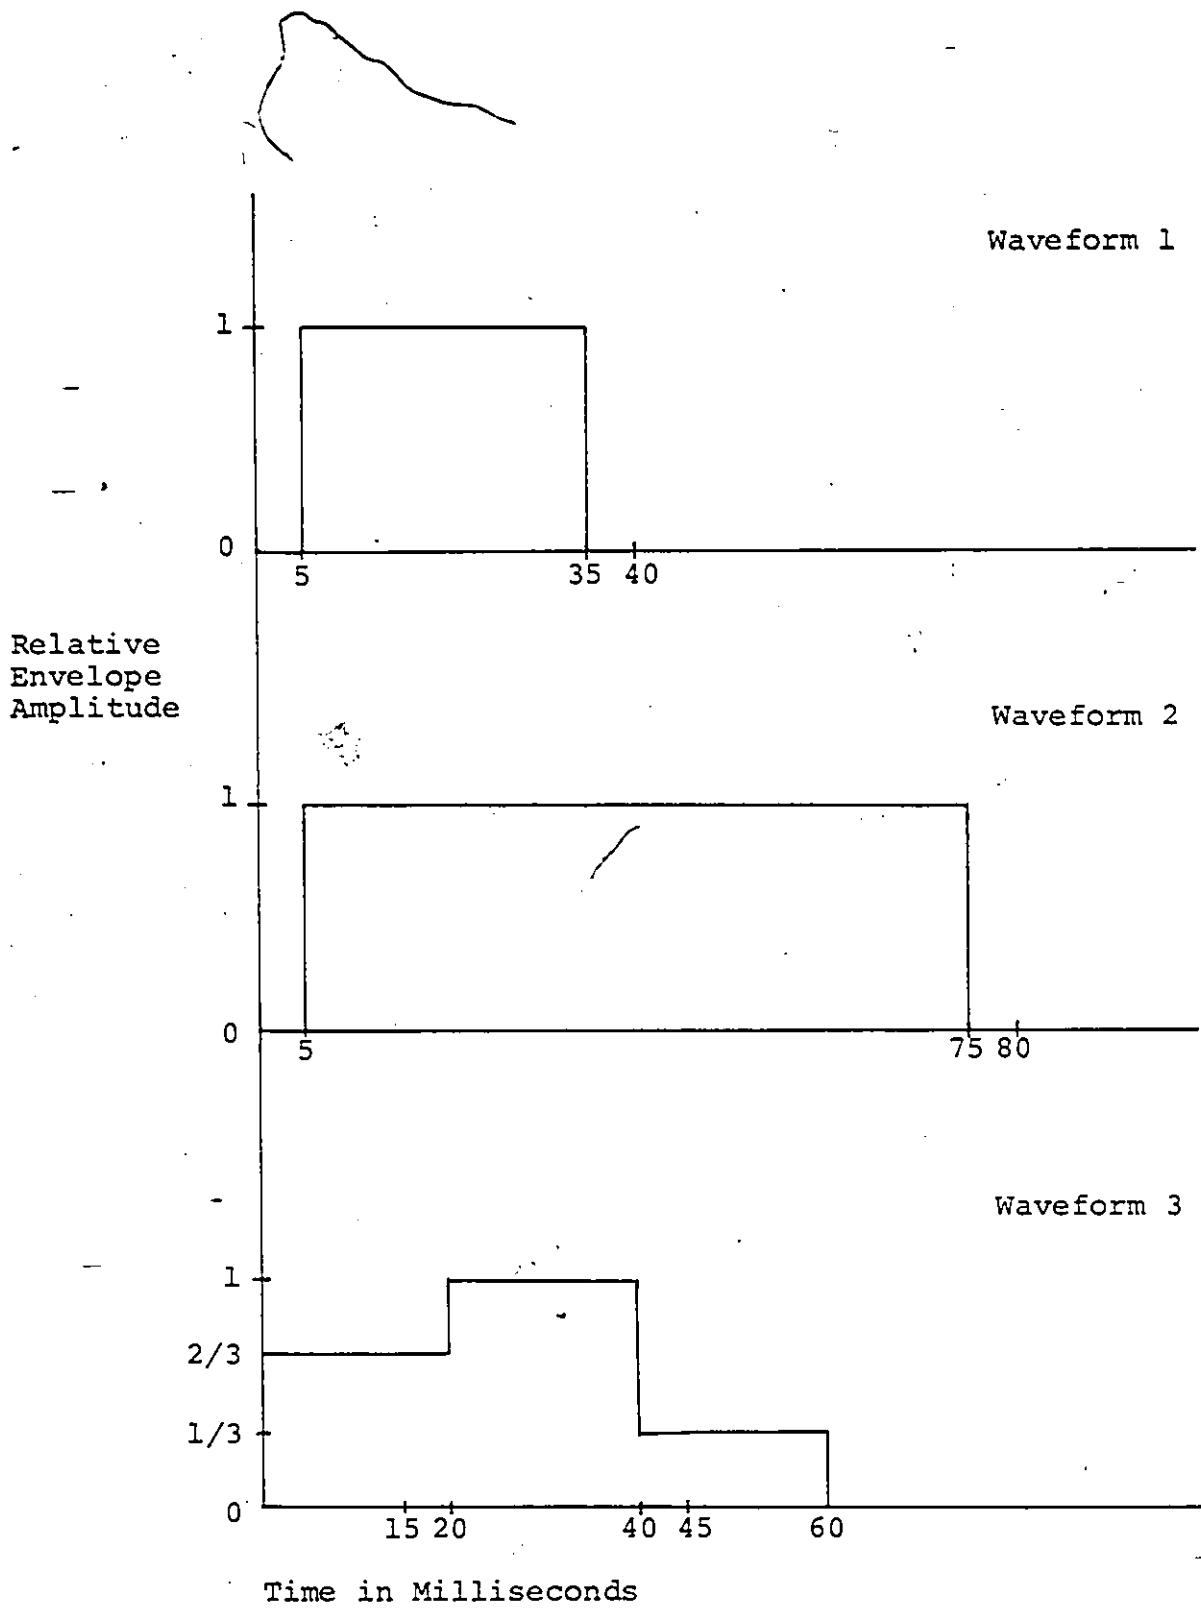 Waveform 1
1
0
5 35 40
Relative
Envelope
Amplitude
Waveform 2
1
0
5 75 80
Waveform 3
1
2/3
1/3
0
15 20 40 45 60
Time in Milliseconds